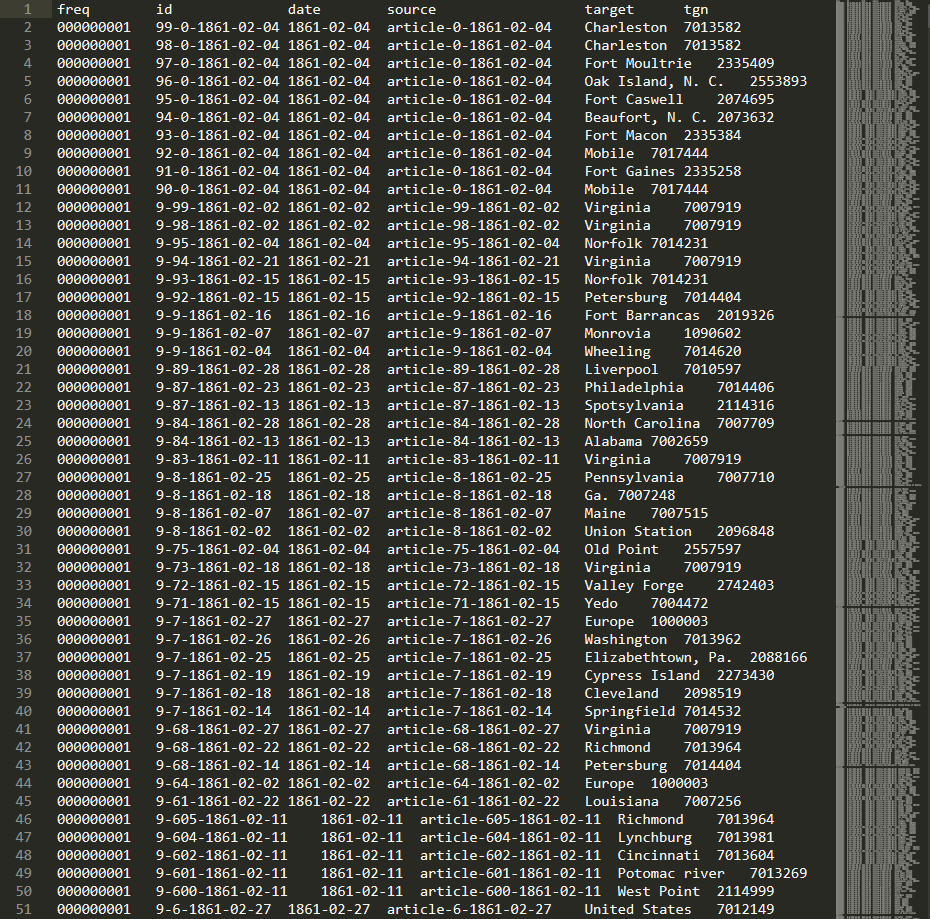 1 freq id date source target tgn
2 000000001 99-0-1861-02-04 1861-02-04 article-0-1861-02-04 Charleston 7013582
3 000000001 98-0-1861-02-04 1861-02-04 article-0-1861-02-04 Charleston 7013582
4 000000001 97-0-1861-02-04 1861-02-04 article-0-1861-02-04 Fort Moultrie 2335409
5 000000001 96-0-1861-02-04 1861-02-04 article-0-1861-02-04 Oak Island, N. C. 2553893
6 000000001 95-0-1861-02-04 1861-02-04 article-0-1861-02-04 Fort Caswell 2074695
7 000000001 94-0-1861-02-04 1861-02-04 article-0-1861-02-04 Beaufort, N. C. 2073632
8 000000001 93-0-1861-02-04 1861-02-04 article-0-1861-02-04 Fort Macon 2335384
9 000000001 92-0-1861-02-04 1861-02-04 article-0-1861-02-04 Mobile 7017444
10 000000001 91-0-1861-02-04 1861-02-04 article-0-1861-02-04 Fort Gaines 2335258
11 000000001 90-0-1861-02-04 1861-02-04 article-0-1861-02-04 Mobile 7017444
12 000000001 9-99-1861-02-02 1861-02-02 article-99-1861-02-02 Virginia 7007919
13 000000001 9-98-1861-02-02 1861-02-02 article-98-1861-02-02 Virginia 7007919
14 000000001 9-95-1861-02-04 1861-02-04 article-95-1861-02-04 Norfolk 7014231
15 000000001 9-94-1861-02-21 1861-02-21 article-94-1861-02-21 Virginia 7007919
16 000000001 9-93-1861-02-15 1861-02-15 article-93-1861-02-15 Norfolk 7014231
17 000000001 9-92-1861-02-15 1861-02-15 article-92-1861-02-15 Petersburg 7014404
18 000000001 9-9-1861-02-16 1861-02-16 article-9-1861-02-16 Fort Barrancas 2019326
19 000000001 9-9-1861-02-07 1861-02-07 article-9-1861-02-07 Monrovia 1090602
20 000000001 9-9-1861-02-04 1861-02-04 article-9-1861-02-04 Wheeling 7014620
21 000000001 9-89-1861-02-28 1861-02-28 article-89-1861-02-28 Liverpool 7010597
22 000000001 9-87-1861-02-23 1861-02-23 article-87-1861-02-23 Philadelphia 7014406
23 000000001 9-87-1861-02-13 1861-02-13 article-87-1861-02-13 Spotsylvania 2114316
24 000000001 9-84-1861-02-28 1861-02-28 article-84-1861-02-28 North Carolina 7007709
25 000000001 9-84-1861-02-13 1861-02-13 article-84-1861-02-13 Alabama 7002659
26 000000001 9-83-1861-02-11 1861-02-11 article-83-1861-02-11 Virginia 7007919
27 000000001 9-8-1861-02-25 1861-02-25 article-8-1861-02-25 Pennsylvania 7007710
28 000000001 9-8-1861-02-18 1861-02-18 article-8-1861-02-18 Ga. 7007248
29 000000001 9-8-1861-02-07 1861-02-07 article-8-1861-02-07 Maine 7007515
30 000000001 9-8-1861-02-02 1861-02-02 article-8-1861-02-02 Union Station 2096848
31 000000001 9-75-1861-02-04 1861-02-04 article-75-1861-02-04 Old Point 2557597
32 000000001 9-73-1861-02-18 1861-02-18 article-73-1861-02-18 Virginia 7007919
33 000000001 9-72-1861-02-15 1861-02-15 article-72-1861-02-15 Valley Forge 2742403
34 000000001 9-71-1861-02-15 1861-02-15 article-71-1861-02-15 Yedo 7004472
35 000000001 9-7-1861-02-27 1861-02-27 article-7-1861-02-27 Europe 1000003
36 000000001 9-7-1861-02-26 1861-02-26 article-7-1861-02-26 Washington 7013962
37 000000001 9-7-1861-02-25 1861-02-25 article-7-1861-02-25 Elizabethtown, Pa. 2088166
38 000000001 9-7-1861-02-19 1861-02-19 article-7-1861-02-19 Cypress Island 2273430
39 000000001 9-7-1861-02-18 1861-02-18 article-7-1861-02-18 Cleveland 2098519
40 000000001 9-7-1861-02-14 1861-02-14 article-7-1861-02-14 Springfield 7014532
41 000000001 9-68-1861-02-27 1861-02-27 article-68-1861-02-27 Virginia 7007919
42 000000001 9-68-1861-02-22 1861-02-22 article-68-1861-02-22 Richmond 7013964
43 000000001 9-68-1861-02-14 1861-02-14 article-68-1861-02-14 Petersburg 7014404
44 000000001 9-64-1861-02-02 1861-02-02 article-64-1861-02-02 Europe 1000003
45 000000001 9-61-1861-02-22 1861-02-22 article-61-1861-02-22 Louisiana 7007256
46 000000001 9-605-1861-02-11 1861-02-11 article-605-1861-02-11 Richmond 7013964
47 000000001 9-604-1861-02-11 1861-02-11 article-604-1861-02-11 Lynchburg 7013981
48 000000001 9-602-1861-02-11 1861-02-11 article-602-1861-02-11 Cincinnati 7013604
49 000000001 9-601-1861-02-11 1861-02-11 article-601-1861-02-11 Potomac river 7013269
50 000000001 9-600-1861-02-11 1861-02-11 article-600-1861-02-11 West Point 2114999
51 000000001 9-6-1861-02-27 1861-02-27 article-6-1861-02-27 United States 7012149